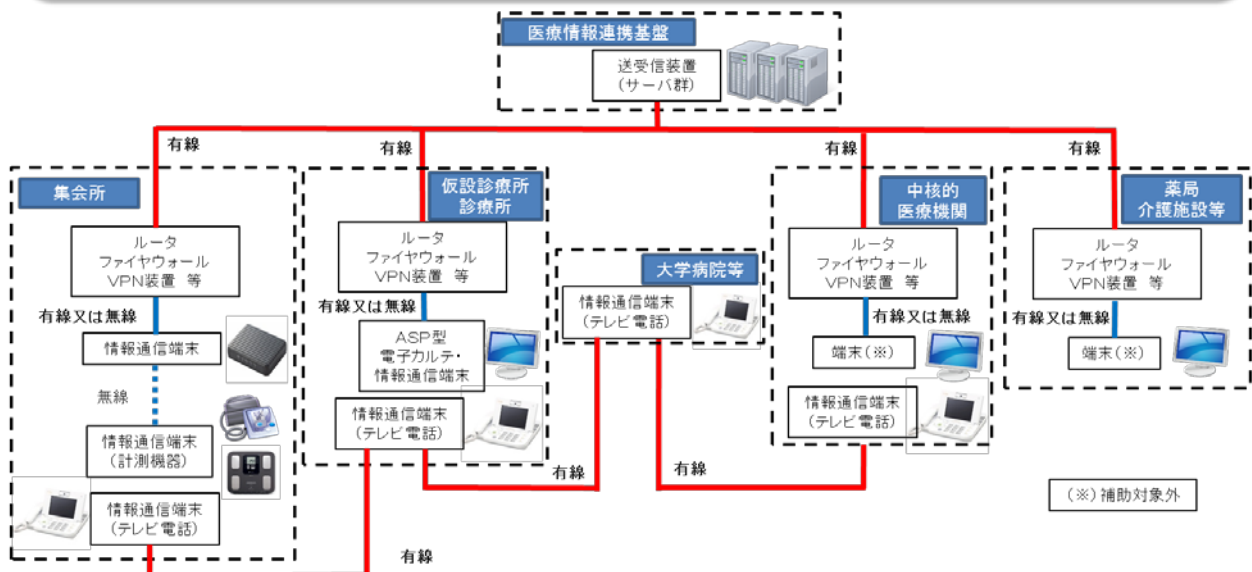 医療情報連携基盤
送受信装置
(サーバ群)
有線
有線
有線
有線
集会所
ルータ
ファイヤウォール
VPN装置 等
有線又は無線
情報通信端末
無線
情報通信端末
(計測機器)
情報通信端末
(テレビ電話)
仮設診療所
診療所
ルータ
ファイヤウォール
VPN装置 等
有線又は無線
ASP型
電子カルテ・
情報通信端末
情報通信端末
(テレビ電話)
大学病院等
情報通信端末
(テレビ電話)
中核的
医療機関
ルータ
ファイヤウォール
VPN装置 等
有線又は無線
端末(※)
情報通信端末
(テレビ電話)
薬局
介護施設等
ルータ
ファイヤウォール
VPN装置 等
有線又は無線
端末(※)
有線
有線
有線
(※)補助対象外